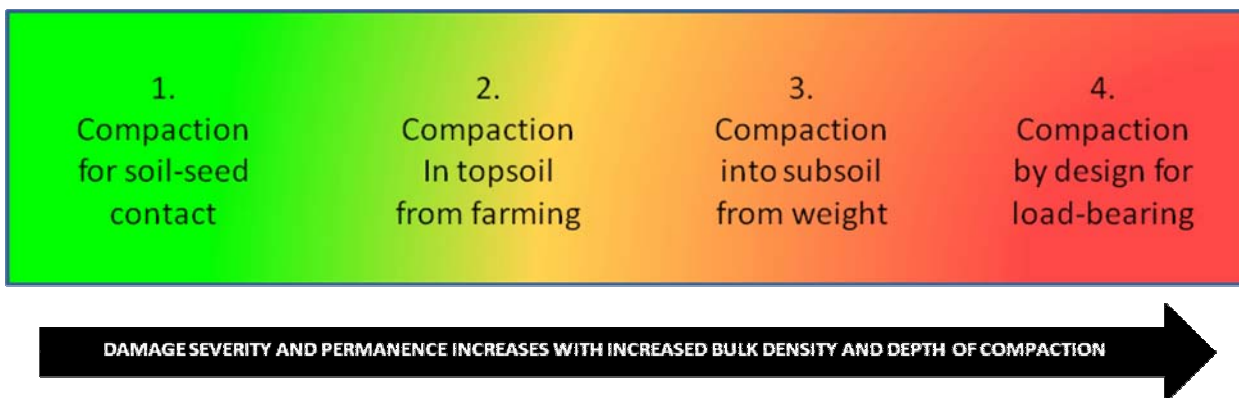 1.
Compaction
for soil-seed
contact
2.
Compaction
In topsoil
from farming
3.
Compaction
into subsoil
from weight
4.
Compaction
by design for
load-bearing
DAMAGE SEVERITY AND PERMANENCE INCREASES WITH INCREASED BULK DENSITY AND DEPTH OF COMPACTION